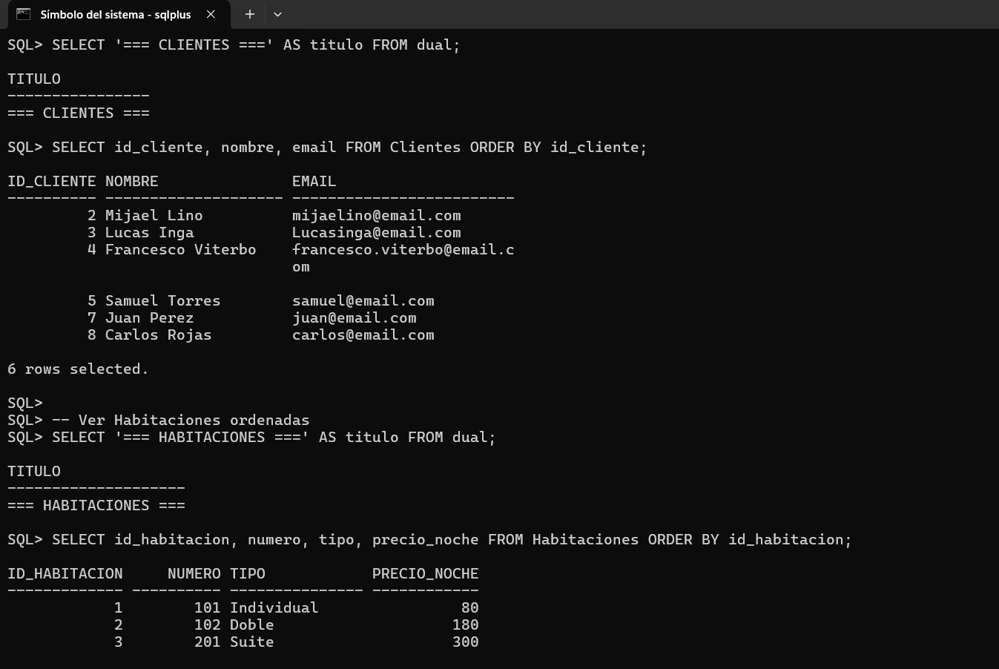 Símbolo del sistema - sqlplus
SQL> SELECT '=== CLIENTES ===' AS titulo FROM dual;
TITULO
----------------
=== CLIENTES ===
SQL> SELECT id_cliente, nombre, email FROM Clientes ORDER BY id_cliente;
ID_CLIENTE NOMBRE               EMAIL
---------- -------------------- -------------------------
         2 Mijael Lino          mijaelino@email.com
         3 Lucas Inga           Lucasinga@email.com
         4 Francesco Viterbo    francesco.viterbo@email.c
                                om
         5 Samuel Torres        samuel@email.com
         7 Juan Perez           juan@email.com
         8 Carlos Rojas         carlos@email.com
6 rows selected.
SQL>
SQL> -- Ver Habitaciones ordenadas
SQL> SELECT '=== HABITACIONES ===' AS titulo FROM dual;
TITULO
--------------------
=== HABITACIONES ===
SQL> SELECT id_habitacion, numero, tipo, precio_noche FROM Habitaciones ORDER BY id_habitacion;
ID_HABITACION     NUMERO TIPO            PRECIO_NOCHE
------------- ---------- --------------- ------------
            1        101 Individual                80
            2        102 Doble                    180
            3        201 Suite                    300